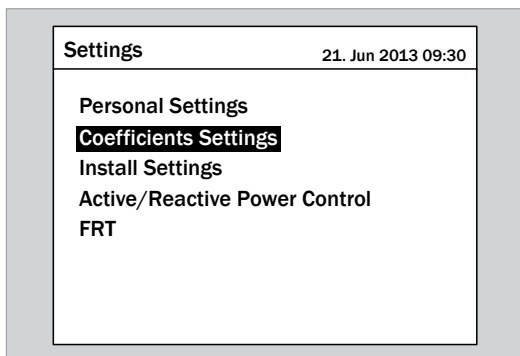 Settings
21. Jun 2013 09:30
Personal Settings
Coefficients Settings
Install Settings
Active/Reactive Power Control
FRT